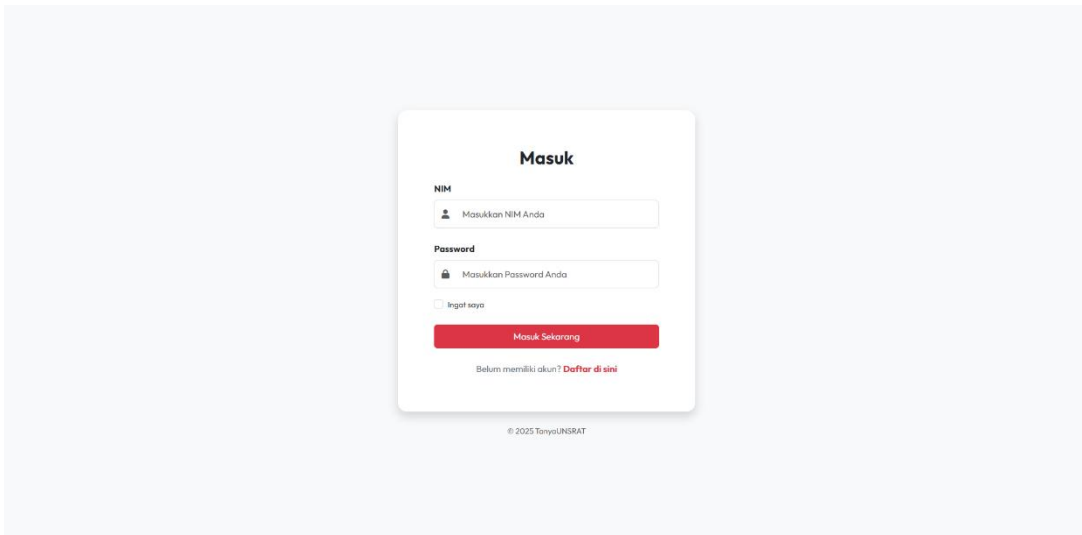 Masuk
NIM
Masukkan NIM Anda
Password
Masukkan Password Anda
Ingat saya
Masuk Sekarang
Belum memiliki akun? Daftar di sini
© 2025 TanyaUNSRAT